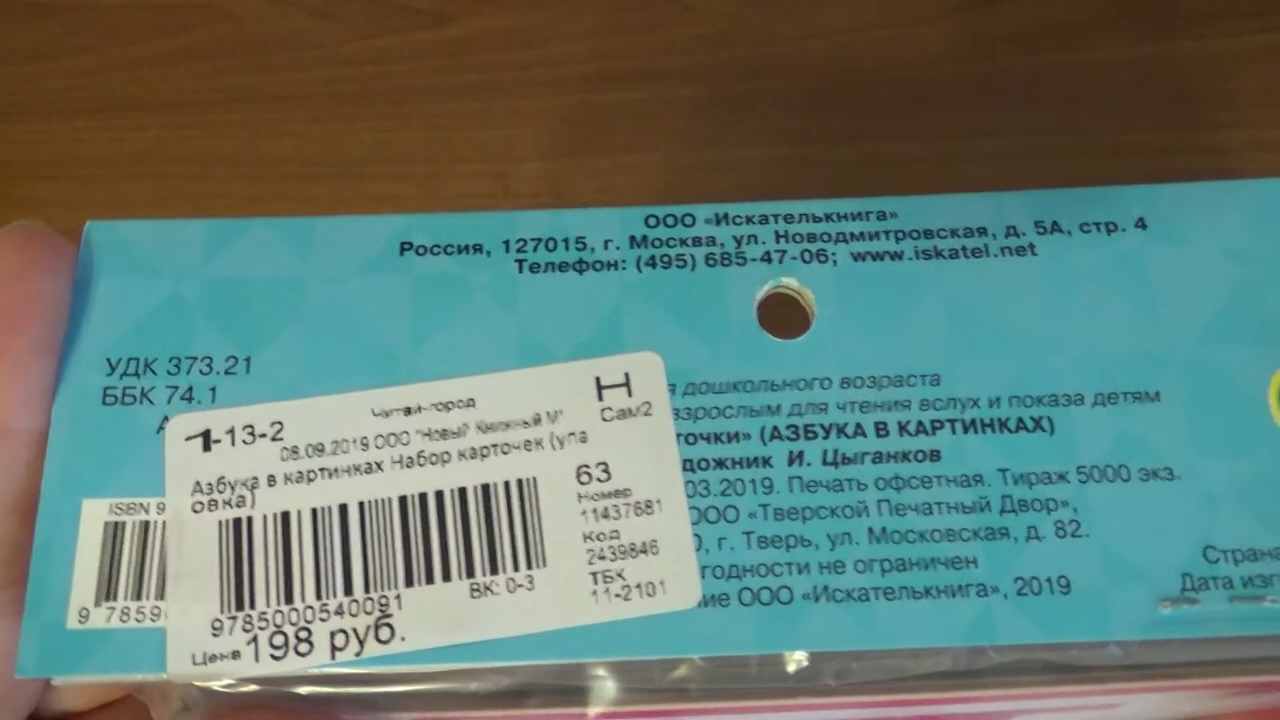 ООО «Искателькнига»
Россия, 127015, г. Москва, ул. Новодмитровская, д. 5А, стр. 4
Телефон: (495) 685-47-06; www.iskatel.net
УДК 373.21
ББК 74.1
А
дошкольного возраста
взрослым для чтения вслух и показа детям
точки» (АЗБУКА В КАРТИНКАХ)
дожник И. Цыганков
03.2019. Печать офсетная. Тираж 5000 экз.
ООО «Тверской Печатный Двор»,
, г. Тверь, ул. Московская, д. 82.
годности не ограничен
ие ООО «Искателькнига», 2019
Страна
Дата изг
ISBN 9
9 78590
Читай-город
1-13-2
08.09.2019 ООО "Новый Книжный М"
Азбука в картинках Набор карточек (упа
овка)
Н
Сам2
63
Номер
11437681
Код
2439846
ТБК
11-2101
ВК: 0-3
9785000540091
Цена 198 руб.